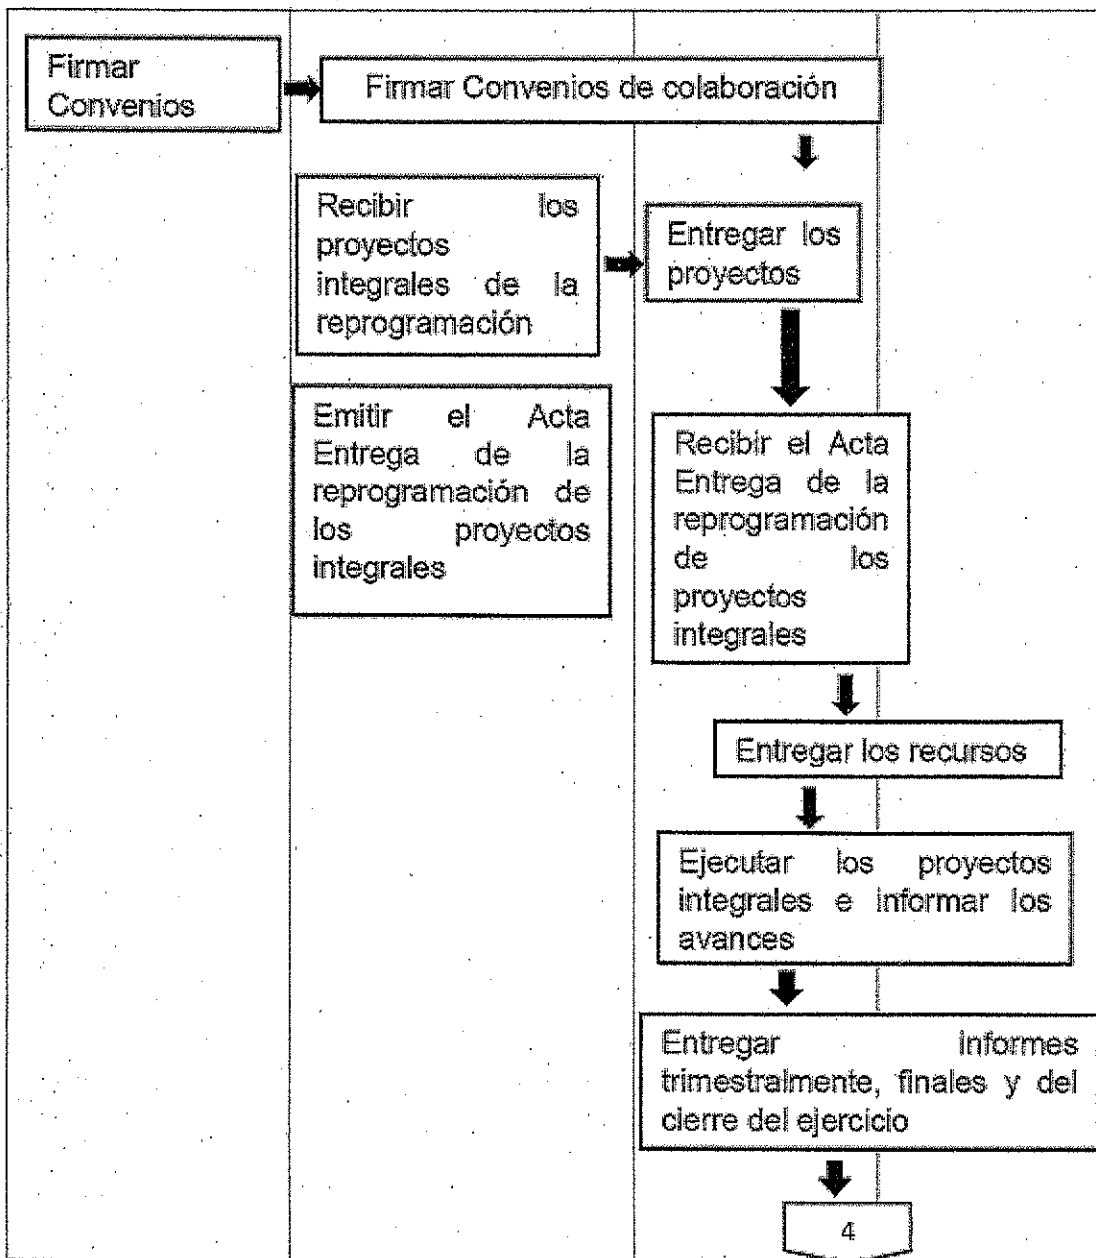 Firmar
Convenios
Firmar Convenios de colaboración
Recibir los
proyectos
integrales de la
reprogramación
Entregar los
proyectos
Emitir el Acta
Entrega de la
reprogramación de
los proyectos
integrales
Recibir el Acta
Entrega de la
reprogramación
de los
proyectos
integrales
Entregar los recursos
Ejecutar los proyectos
integrales e informar los
avances
Entregar informes
trimestralmente, finales y del
cierre del ejercicio
4